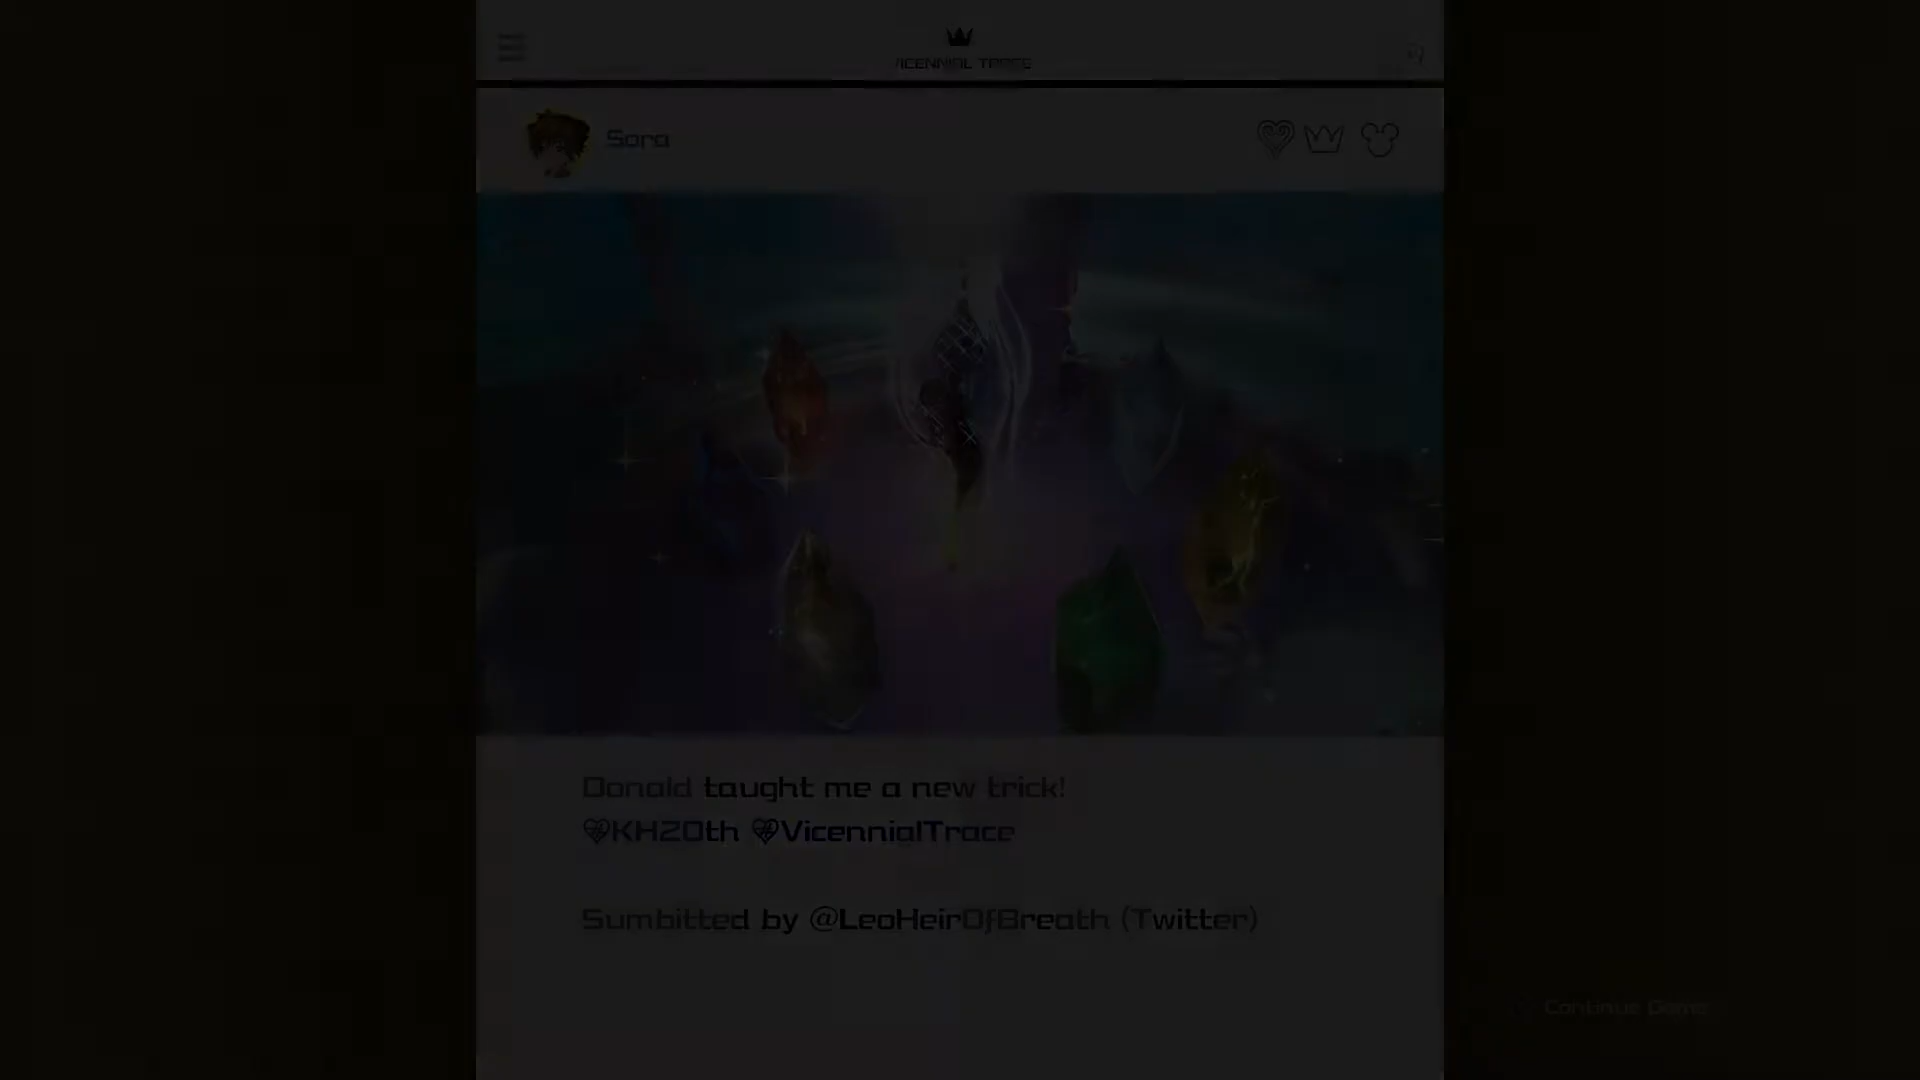 VICENNIAL TRACE
Sora
Donald taught me a new trick!
KH20th VicennialTrace
Sumbitted by @LeoHeirOfBreath (Twitter)
Continue Game